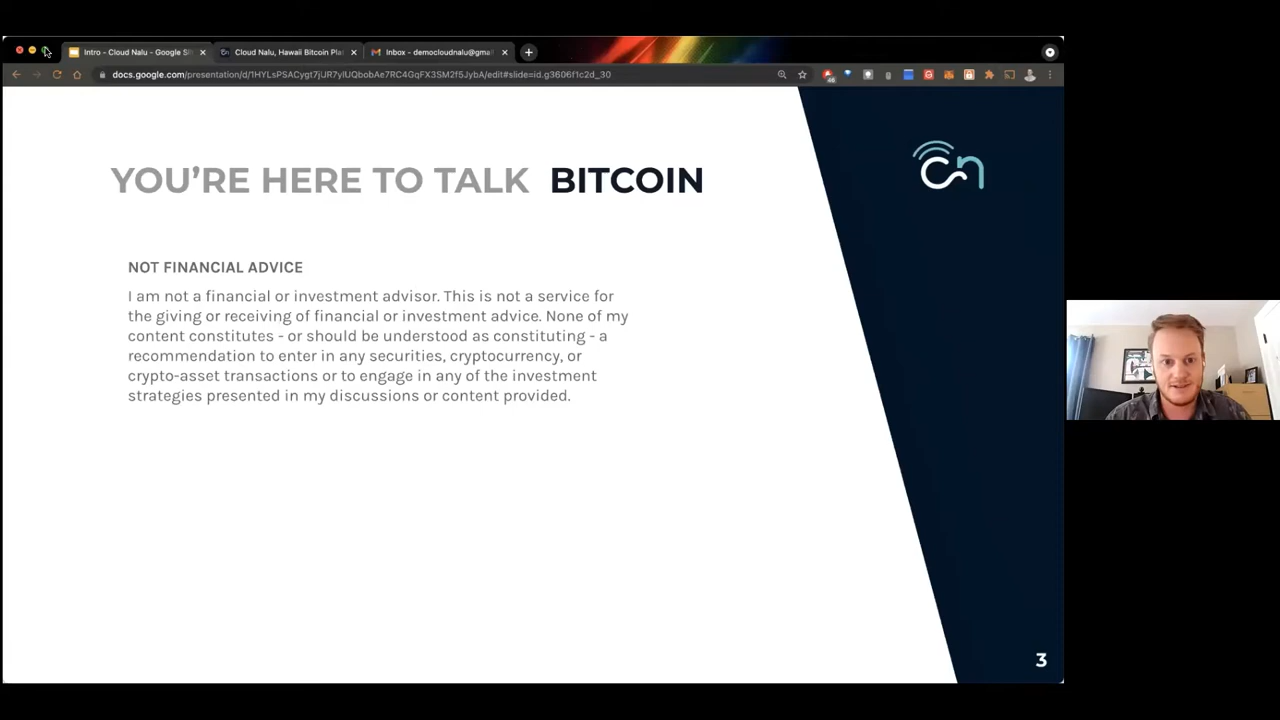 Intro - Cloud Nalu - Google Sli
Cloud Nalu, Hawaii Bitcoin Pla
Inbox - democloudnalu@gmai
docs.google.com/presentation/d/1HYLsPSACygt7jUR7ylUQbobAe7RC4GqFX3SM2f5JybA/edit#slide=id.g3606f1c2d_30
YOU'RE HERE TO TALK BITCOIN
cn
NOT FINANCIAL ADVICE
I am not a financial or investment advisor. This is not a service for
the giving or receiving of financial or investment advice. None of my
content constitutes - or should be understood as constituting - a
recommendation to enter in any securities, cryptocurrency, or
crypto-asset transactions or to engage in any of the investment
strategies presented in my discussions or content provided.
3